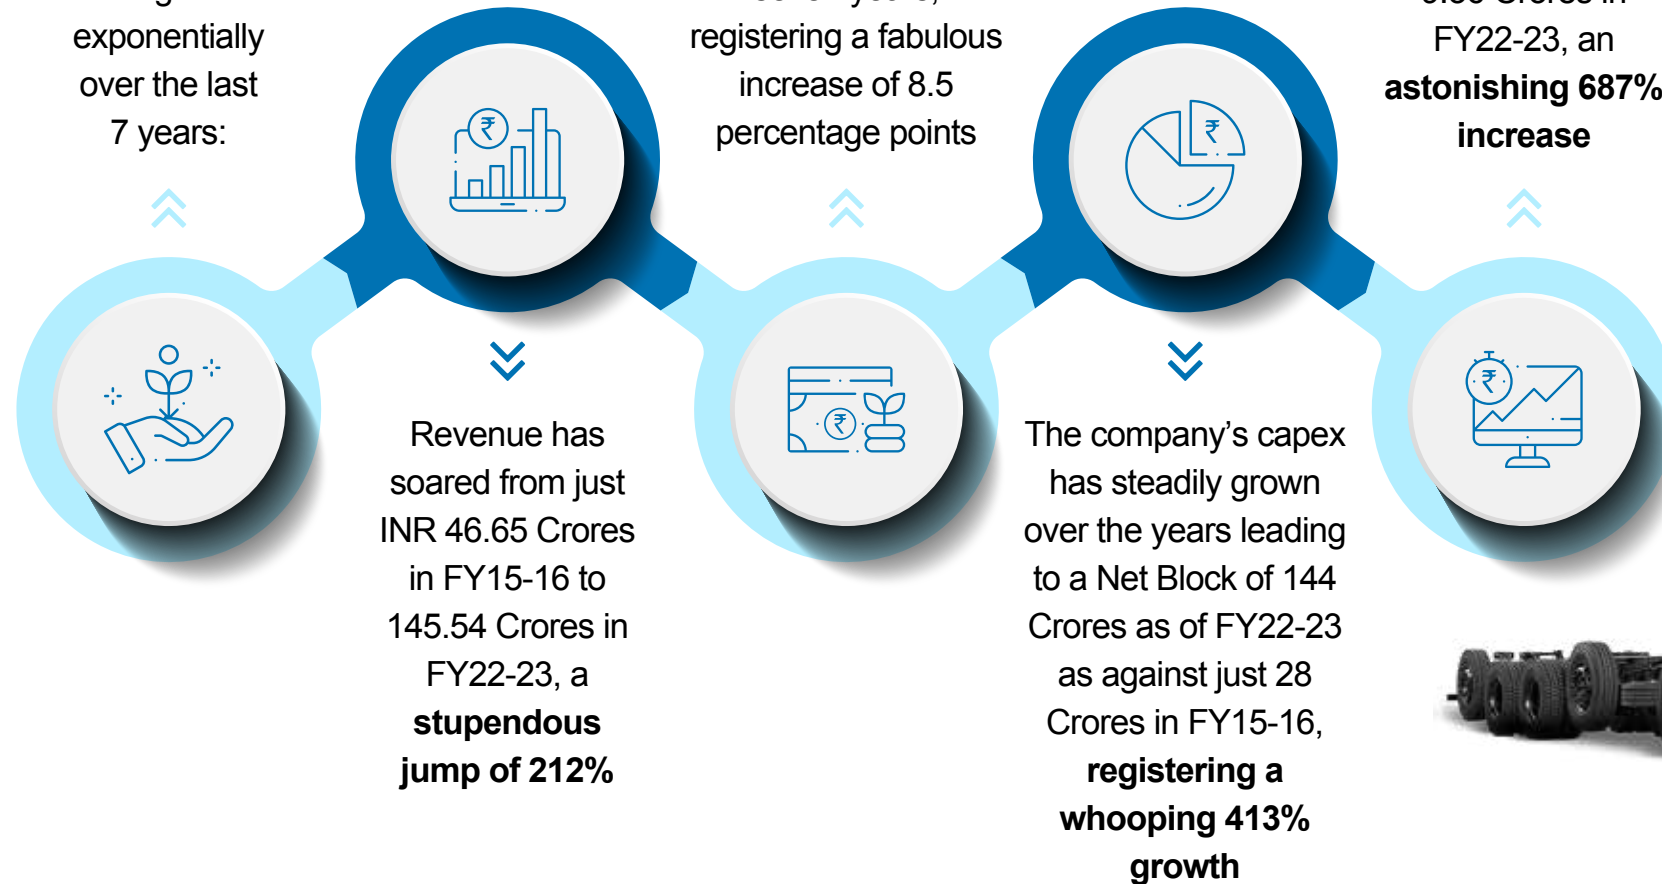 exponentially
over the last
7 years:
registering a fabulous
increase of 8.5
percentage points
FY22-23, an
astonishing 687%
increase
Revenue has
soared from just
INR 46.65 Crores
in FY15-16 to
145.54 Crores in
FY22-23, a
stupendous
jump of 212%
The company’s capex
has steadily grown
over the years leading
to a Net Block of 144
Crores as of FY22-23
as against just 28
Crores in FY15-16,
registering a
whooping 413%
growth